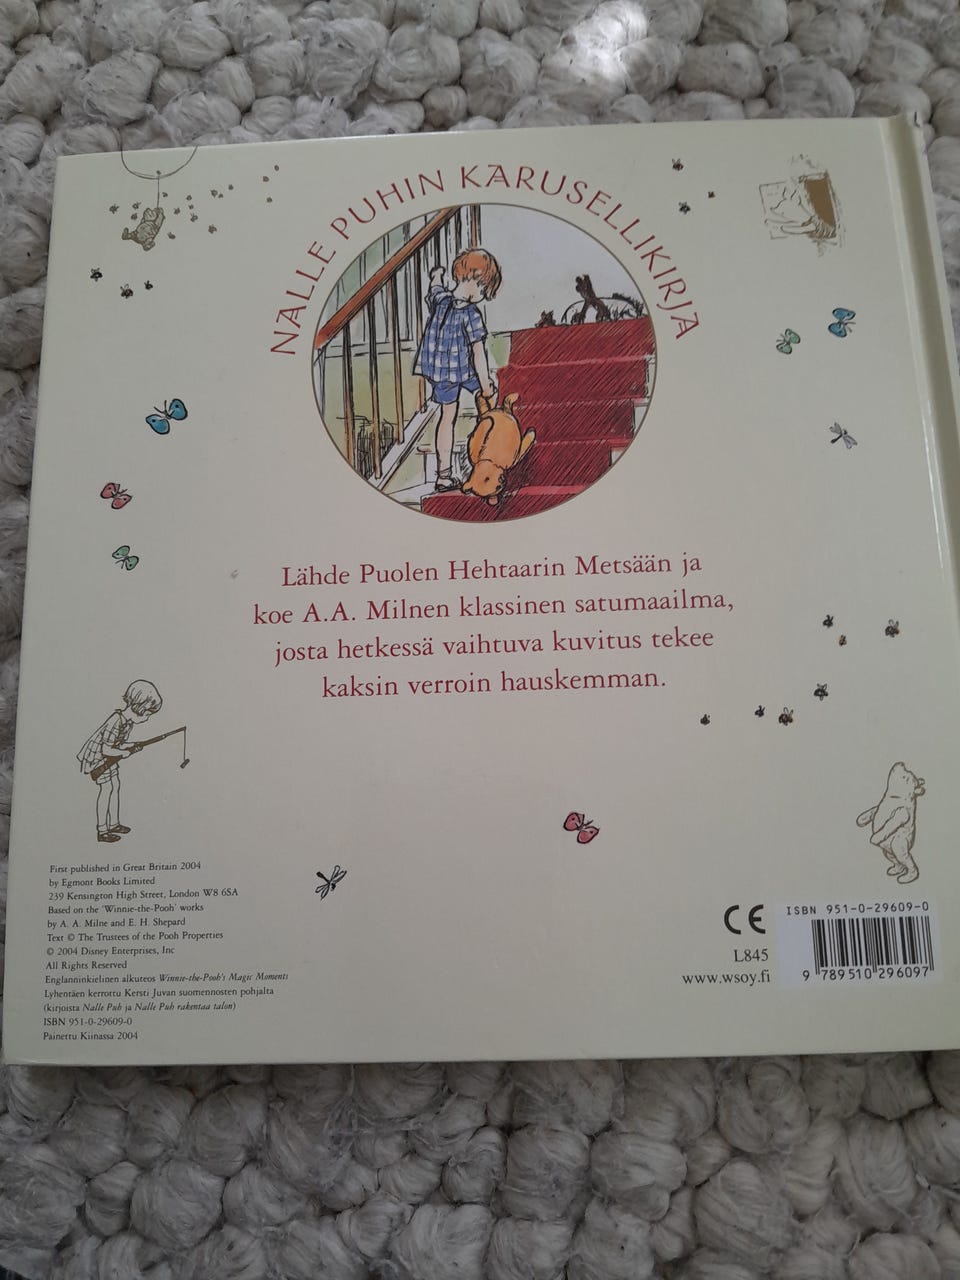 NALLE PUHIN KARUSELLIKIRJA
Lähde Puolen Hehtaarin Metsään ja
koe A.A. Milnen klassinen satumaailma,
josta hetkessä vaihtuva kuvitus tekee
kaksin verroin hauskemman.
First published in Great Britain 2004
by Egmont Books Limited
239 Kensington High Street, London W8 6SA
Based on the 'Winnie-the-Pooh' works
by A. A. Milne and E. H. Shepard
Text © The Trustees of the Pooh Properties
© 2004 Disney Enterprises, Inc
All Rights Reserved
Englanninkielinen alkuteos Winnie-the-Pooh's Magic Moments
Lyhentäen kerrottu Kersti Juvan suomennosten pohjalta
(kirjoista Nalle Puh ja Nalle Puh rakentaa talon)
ISBN 951-0-29609-0
Painettu Kiinassa 2004
CE
L845
www.wsoy.fi
ISBN 951-0-29609-0
9 789510 296097